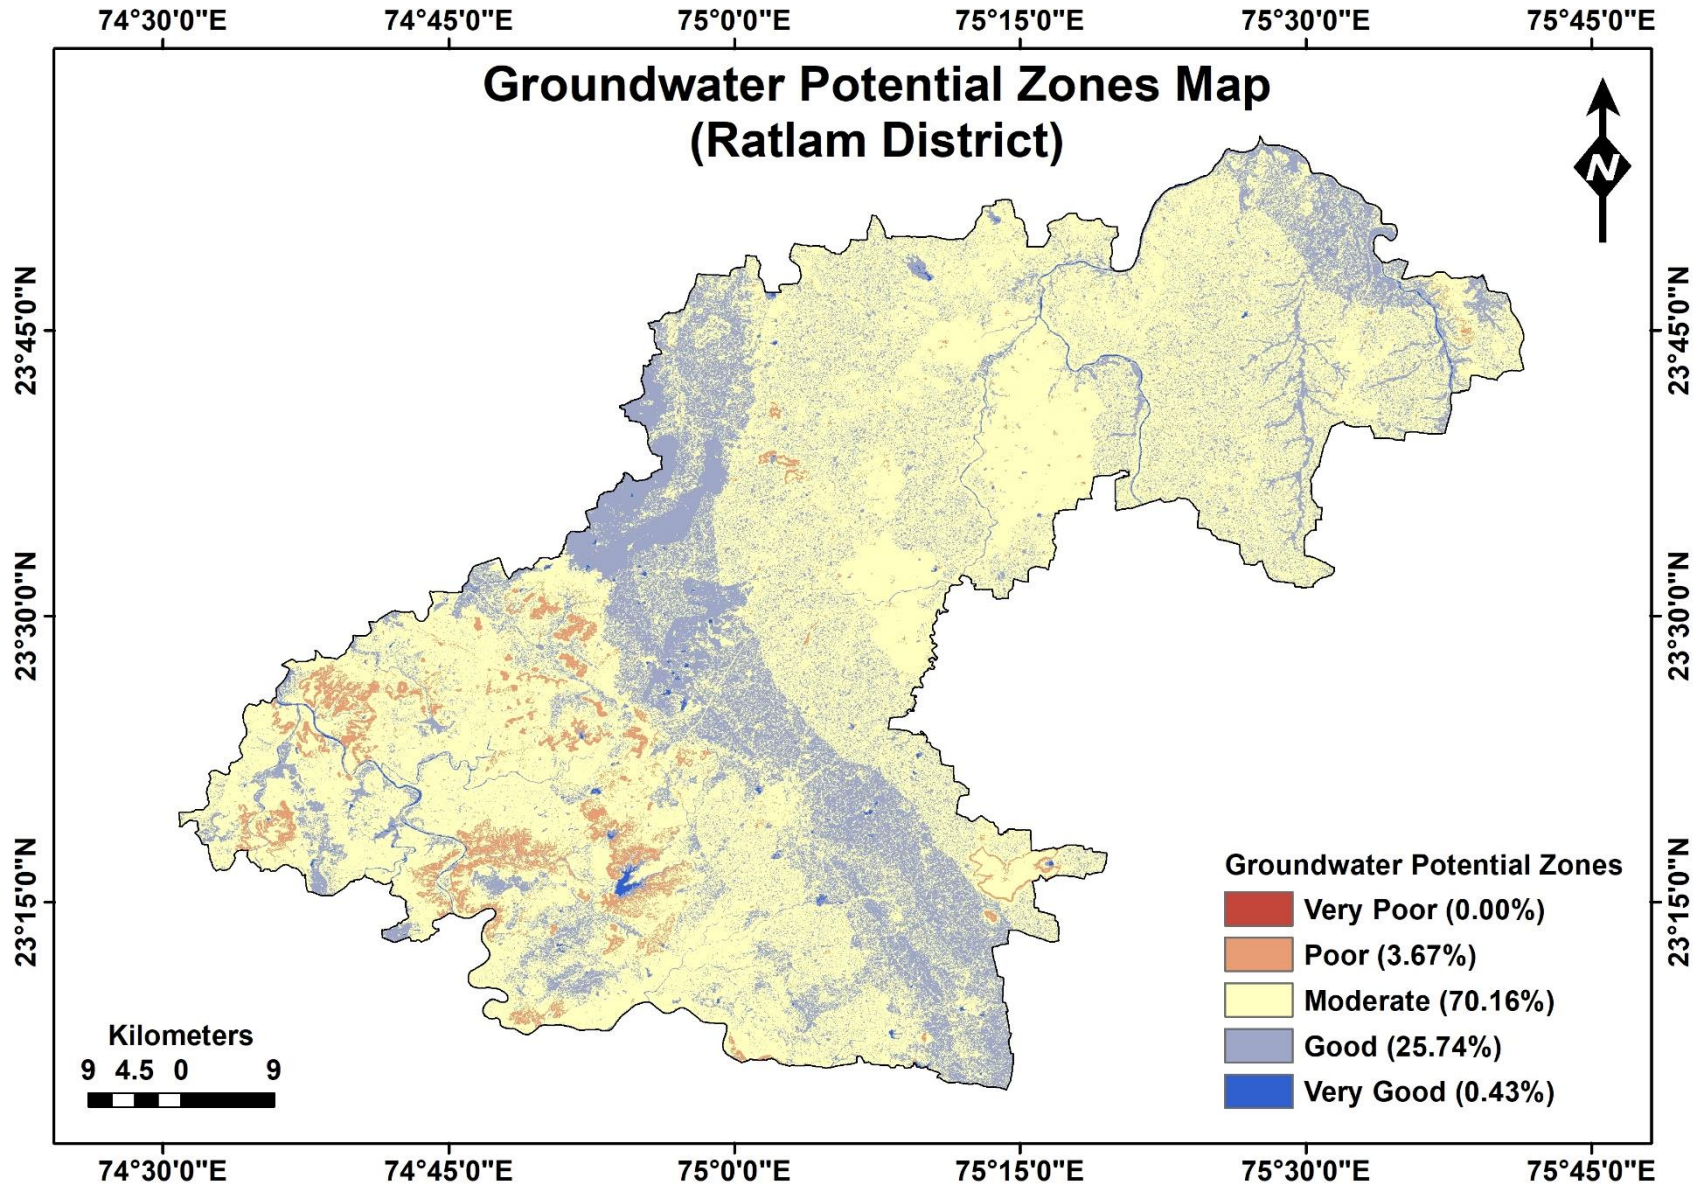 74°30'0"E 74°45'0"E 75°0'0"E 75°15'0"E 75°30'0"E 75°45'0"E
Groundwater Potential Zones Map
(Ratlam District)
N
23°45'0"N 23°45'0"N
23°30'0"N 23°30'0"N
23°15'0"N 23°15'0"N
Groundwater Potential Zones
Very Poor (0.00%)
Poor (3.67%)
Moderate (70.16%)
Good (25.74%)
Very Good (0.43%)
Kilometers
9 4.5 0 9
74°30'0"E 74°45'0"E 75°0'0"E 75°15'0"E 75°30'0"E 75°45'0"E